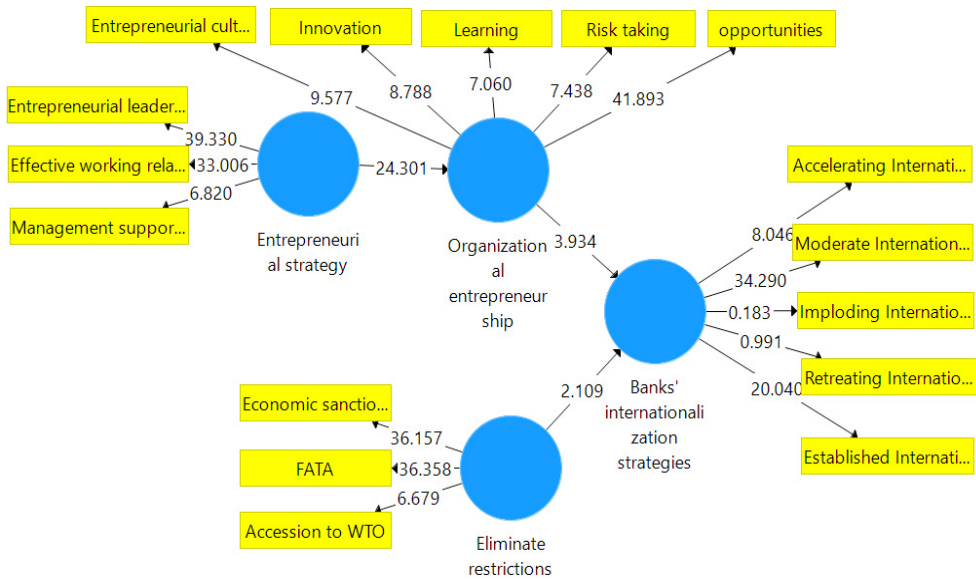 Entrepreneurial cult...
Innovation
Learning
Risk taking
opportunities
9.577
8.788
7.060
7.438
41.893
Entrepreneurial leader...
Effective working rela...
Management suppor...
39.330
33.006
6.820
24.301
Entrepreneuri
al strategy
Organization
al
entrepreneur
ship
3.934
Accelerating Internati...
Moderate Internation...
Imploding Internatio...
Retreating Internatio...
Established Internati...
8.046
34.290
0.183
0.991
20.040
Banks'
internationali
zation
strategies
2.109
Economic sanctio...
FATA
Accession to WTO
36.157
36.358
6.679
Eliminate
restrictions